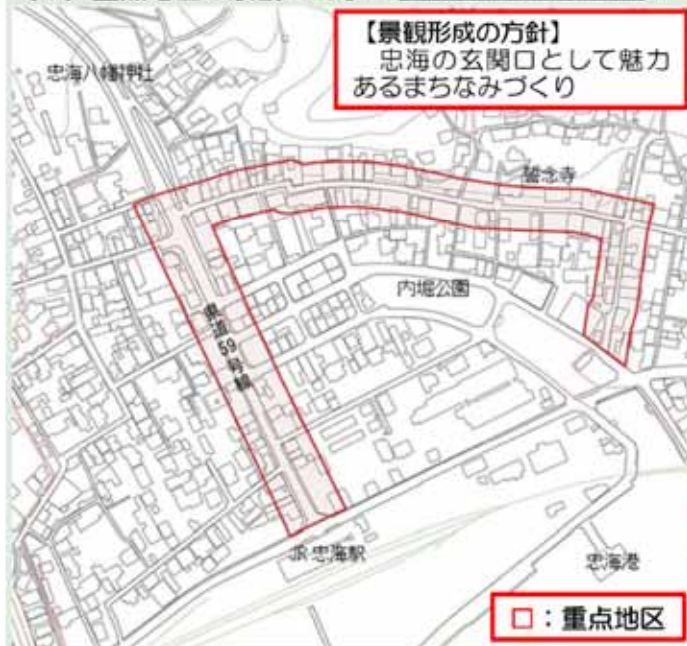 【景観形成の方針】
忠海の玄関口として魅力
あるまちなみづくり
忠海八幡神社
誓念寺
内堀公園
県道59号線
JR 忠海駅
忠海港
□:重点地区